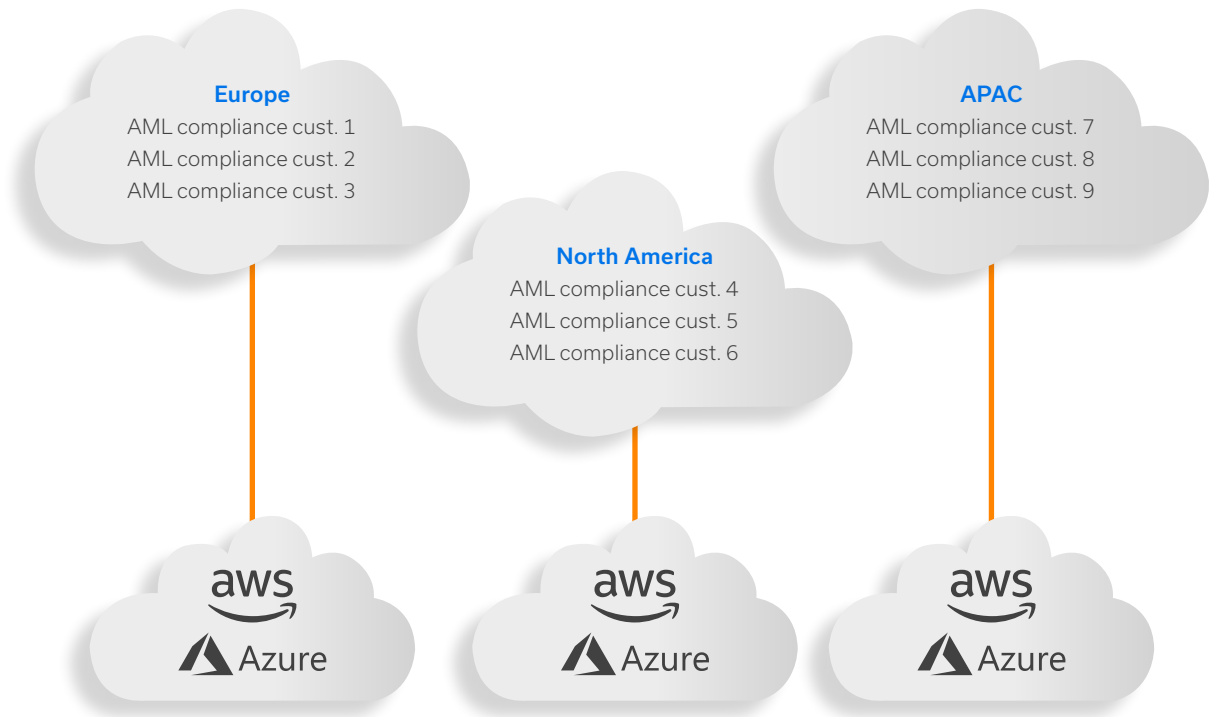 Europe
AML compliance cust. 1
AML compliance cust. 2
AML compliance cust. 3
APAC
AML compliance cust. 7
AML compliance cust. 8
AML compliance cust. 9
North America
AML compliance cust. 4
AML compliance cust. 5
AML compliance cust. 6
aws
Azure
aws
Azure
aws
Azure